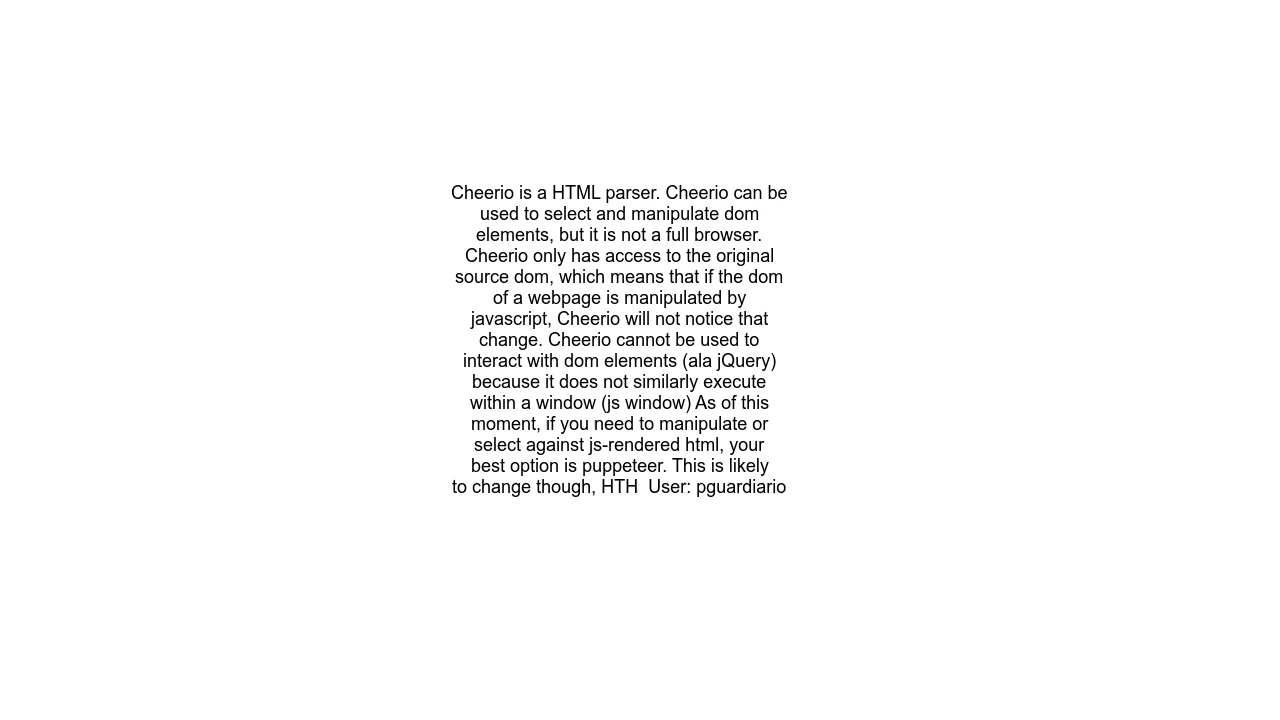 Cheerio is a HTML parser. Cheerio can be
used to select and manipulate dom
elements, but it is not a full browser.
Cheerio only has access to the original
source dom, which means that if the dom
of a webpage is manipulated by
javascript, Cheerio will not notice that
change. Cheerio cannot be used to
interact with dom elements (ala jQuery)
because it does not similarly execute
within a window (js window) As of this
moment, if you need to manipulate or
select against js-rendered html, your
best option is puppeteer. This is likely
to change though, HTH  User: pguardiario